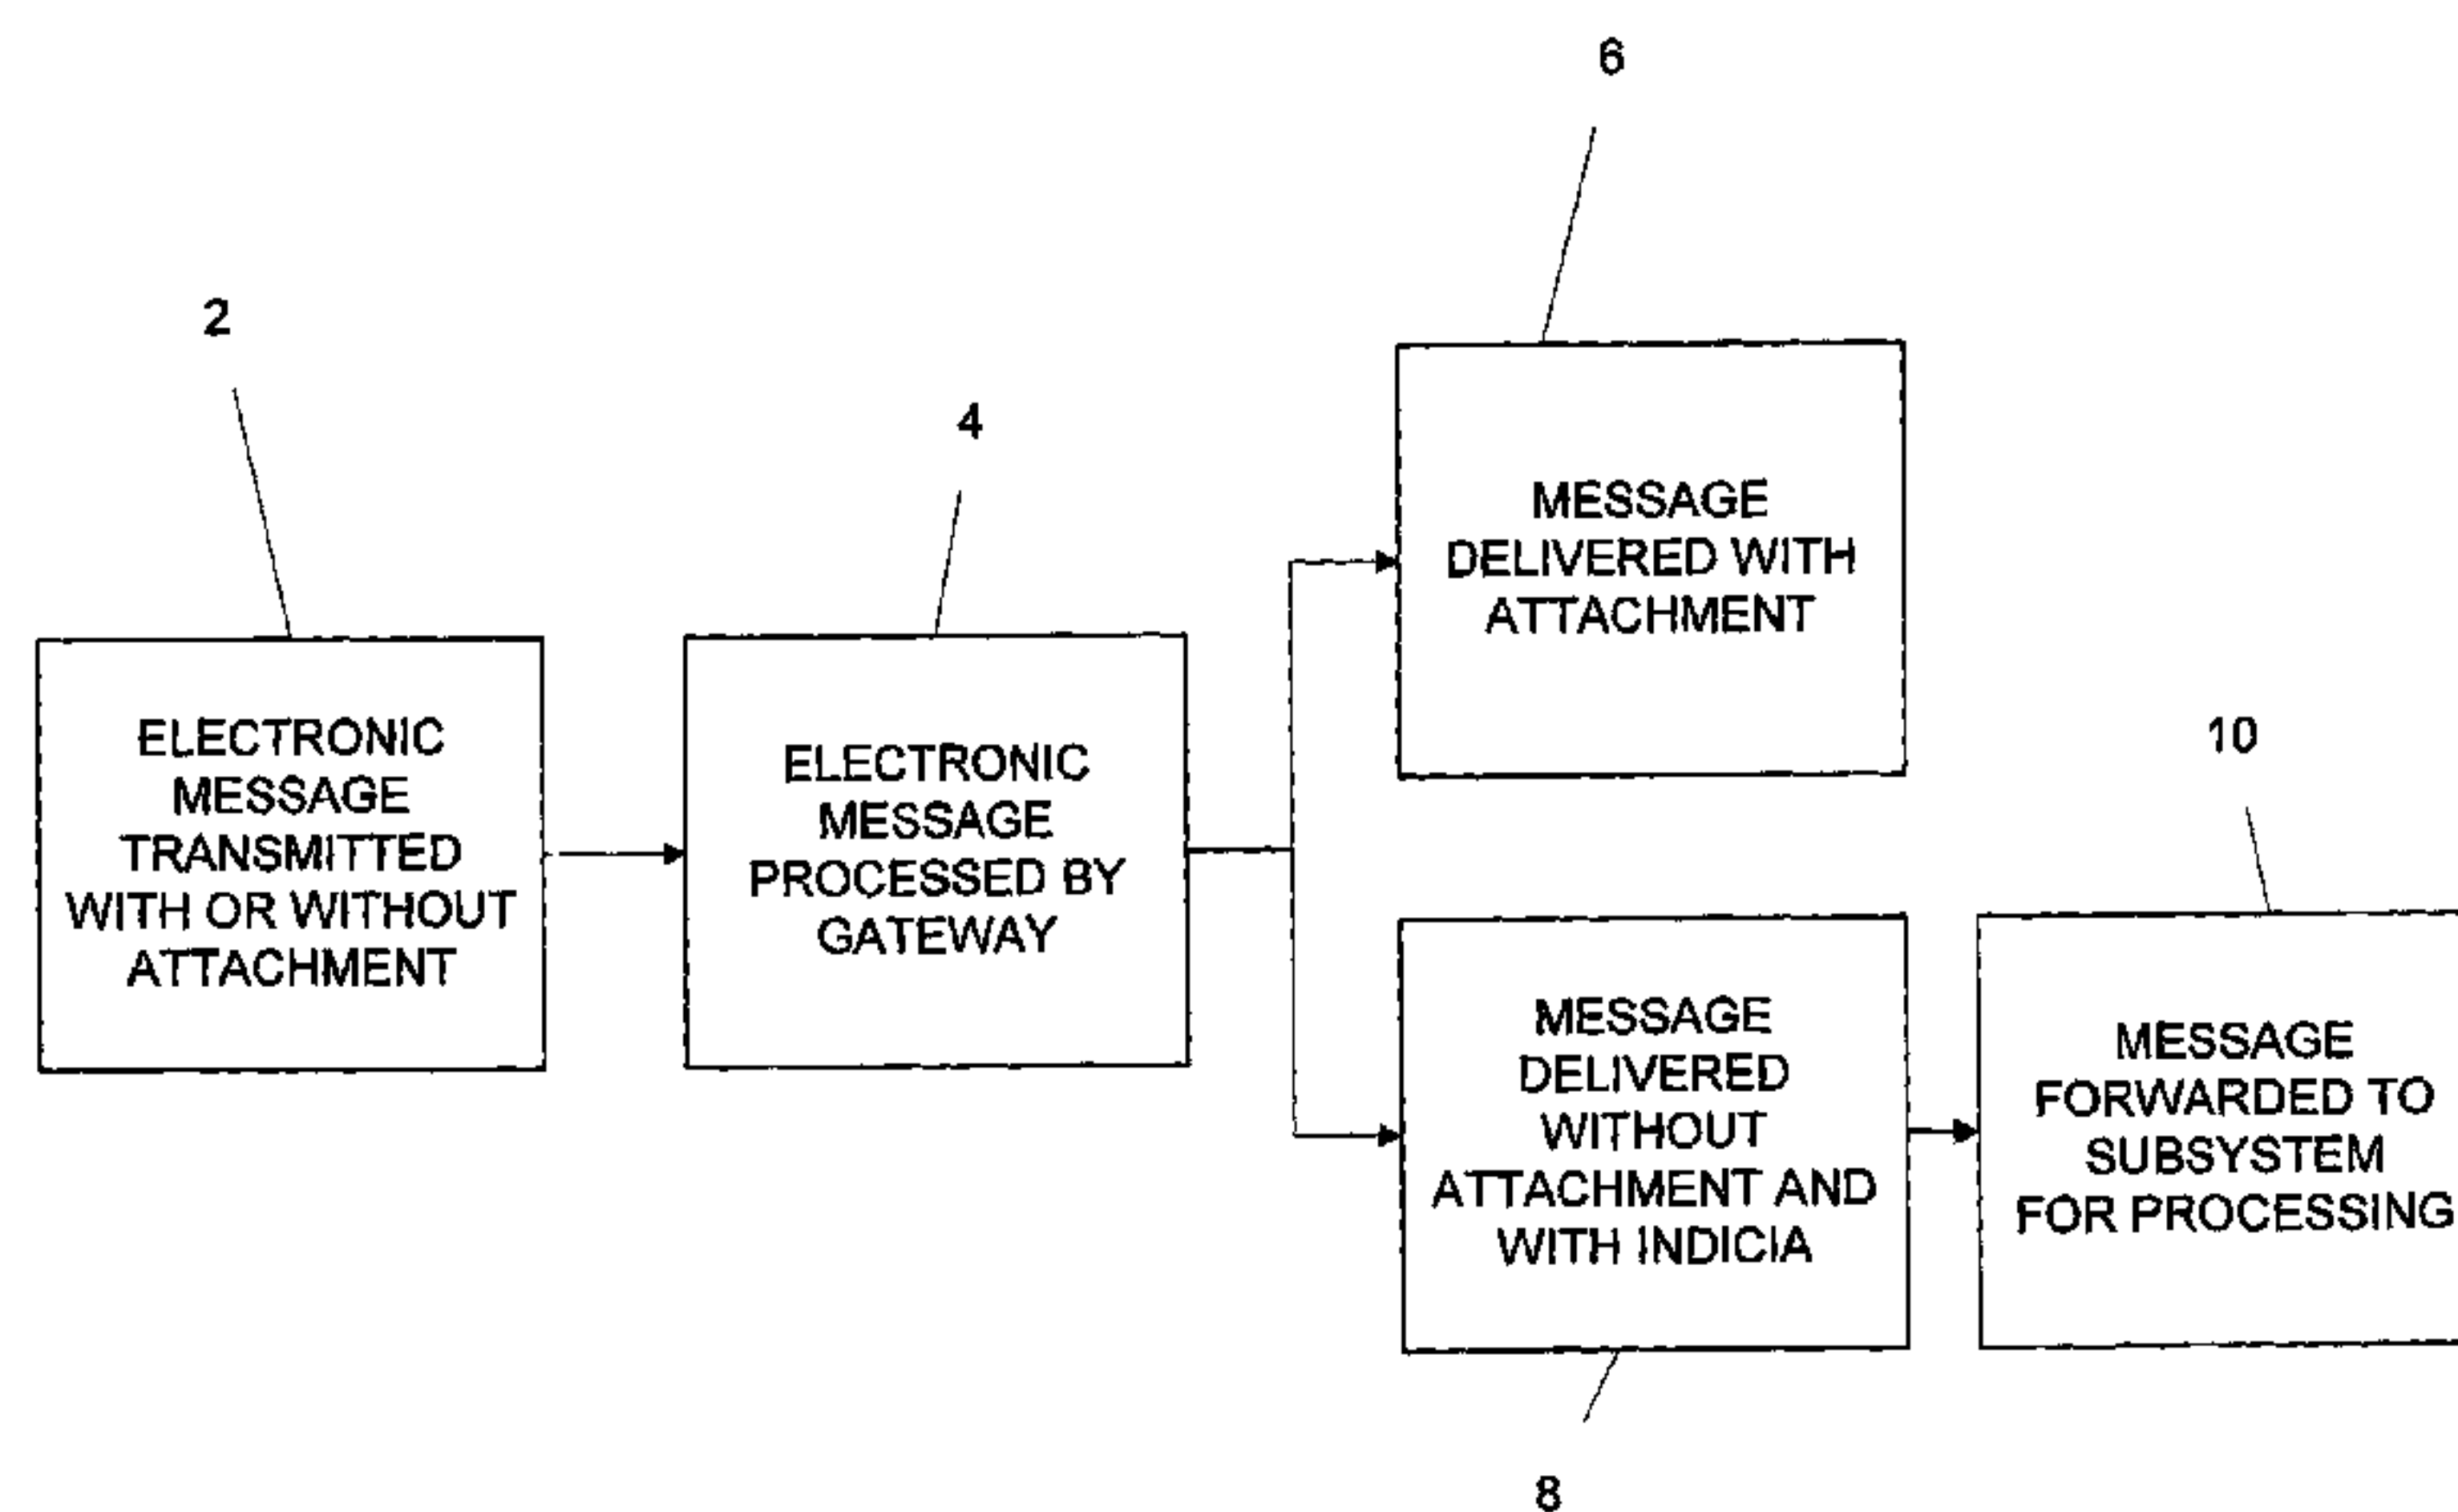 6
2
4
MESSAGE
DELIVERED WITH
ATTACHMENT
10
ELECTRONIC
MESSAGE
TRANSMITTED
WITH OR WITHOUT
ATTACHMENT
ELECTRONIC
MESSAGE
PROCESSED BY
GATEWAY
MESSAGE
DELIVERED
WITHOUT
ATTACHMENT AND
WITH INDICIA
MESSAGE
FORWARDED TO
SUBSYSTEM
FOR PROCESSING
8